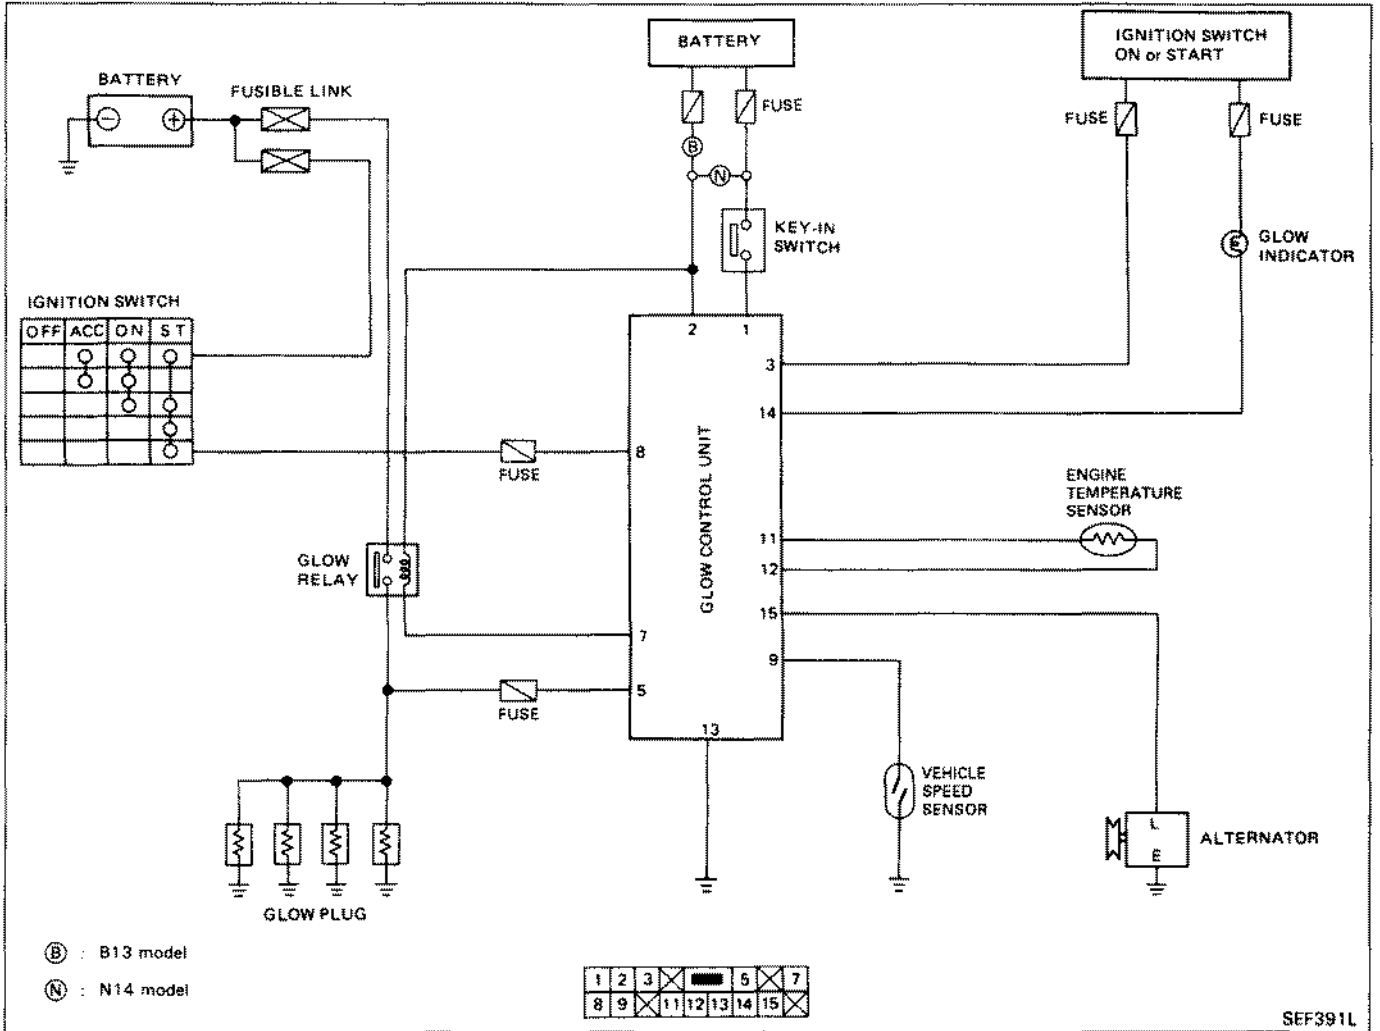 BATTERY
IGNITION SWITCH
ON or START
BATTERY
FUSIBLE LINK
FUSE
FUSE
FUSE
B
N
KEY-IN
SWITCH
GLOW
INDICATOR
IGNITION SWITCH
OFF ACC ON ST
2 1
3
14
8
FUSE
GLOW CONTROL UNIT
ENGINE
TEMPERATURE
SENSOR
11
12
GLOW
RELAY
15
7
9
5
FUSE
13
VEHICLE
SPEED
SENSOR
L
E
ALTERNATOR
GLOW PLUG
B : B13 model
N : N14 model
1 2 3 5 7
8 9 11 12 13 14 15
SEF391L